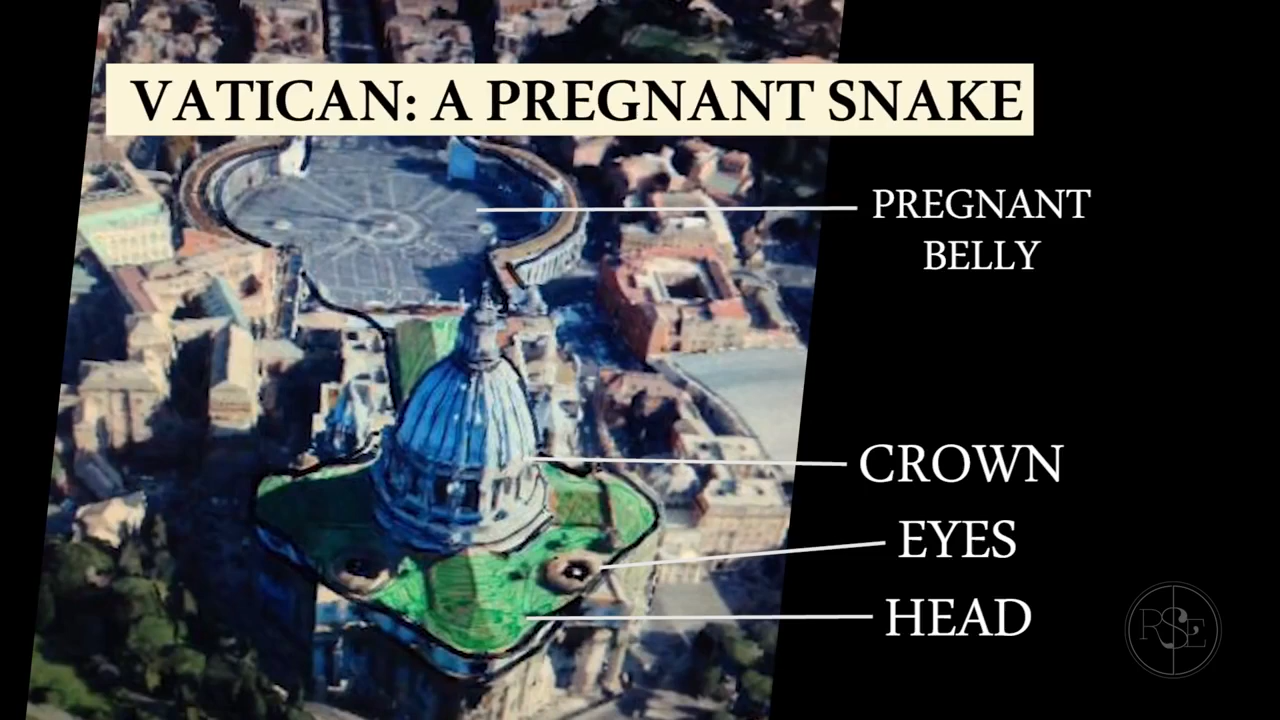 VATICAN: A PREGNANT SNAKE
PREGNANT
BELLY
CROWN
EYES
HEAD
RSE